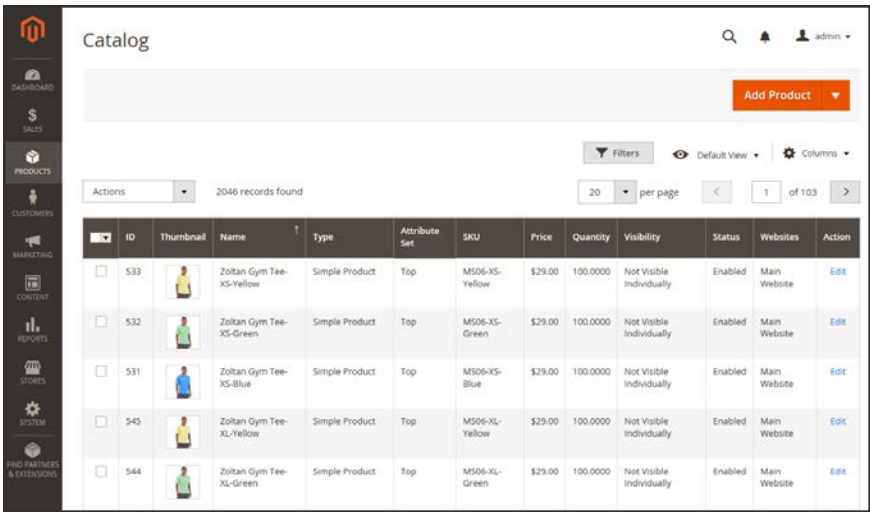 Catalog
admin
DASHBOARD
SALES
PRODUCTS
CUSTOMERS
MARKETING
CONTENT
REPORTS
STORES
SYSTEM
FIND PARTNERS
& EXTENSIONS
Add Product
Filters Default View Columns
Actions 2046 records found 20 per page 1 of 103
ID Thumbnail Name Type Attribute Set SKU Price Quantity Visibility Status Websites Action
533 Zoltan Gym Tee- Simple Product Top MS06-XS- $29.00 100.0000 Not Visible Enabled Main Edit
XS-Yellow Yellow Individually Website
532 Zoltan Gym Tee- Simple Product Top MS06-XS- $29.00 100.0000 Not Visible Enabled Main Edit
XS-Green Green Individually Website
531 Zoltan Gym Tee- Simple Product Top MS06-XS- $29.00 100.0000 Not Visible Enabled Main Edit
XS-Blue Blue Individually Website
545 Zoltan Gym Tee- Simple Product Top MS06-XL- $29.00 100.0000 Not Visible Enabled Main Edit
XL-Yellow Yellow Individually Website
544 Zoltan Gym Tee- Simple Product Top MS06-XL- $29.00 100.0000 Not Visible Enabled Main Edit
XL-Green Green Individually Website